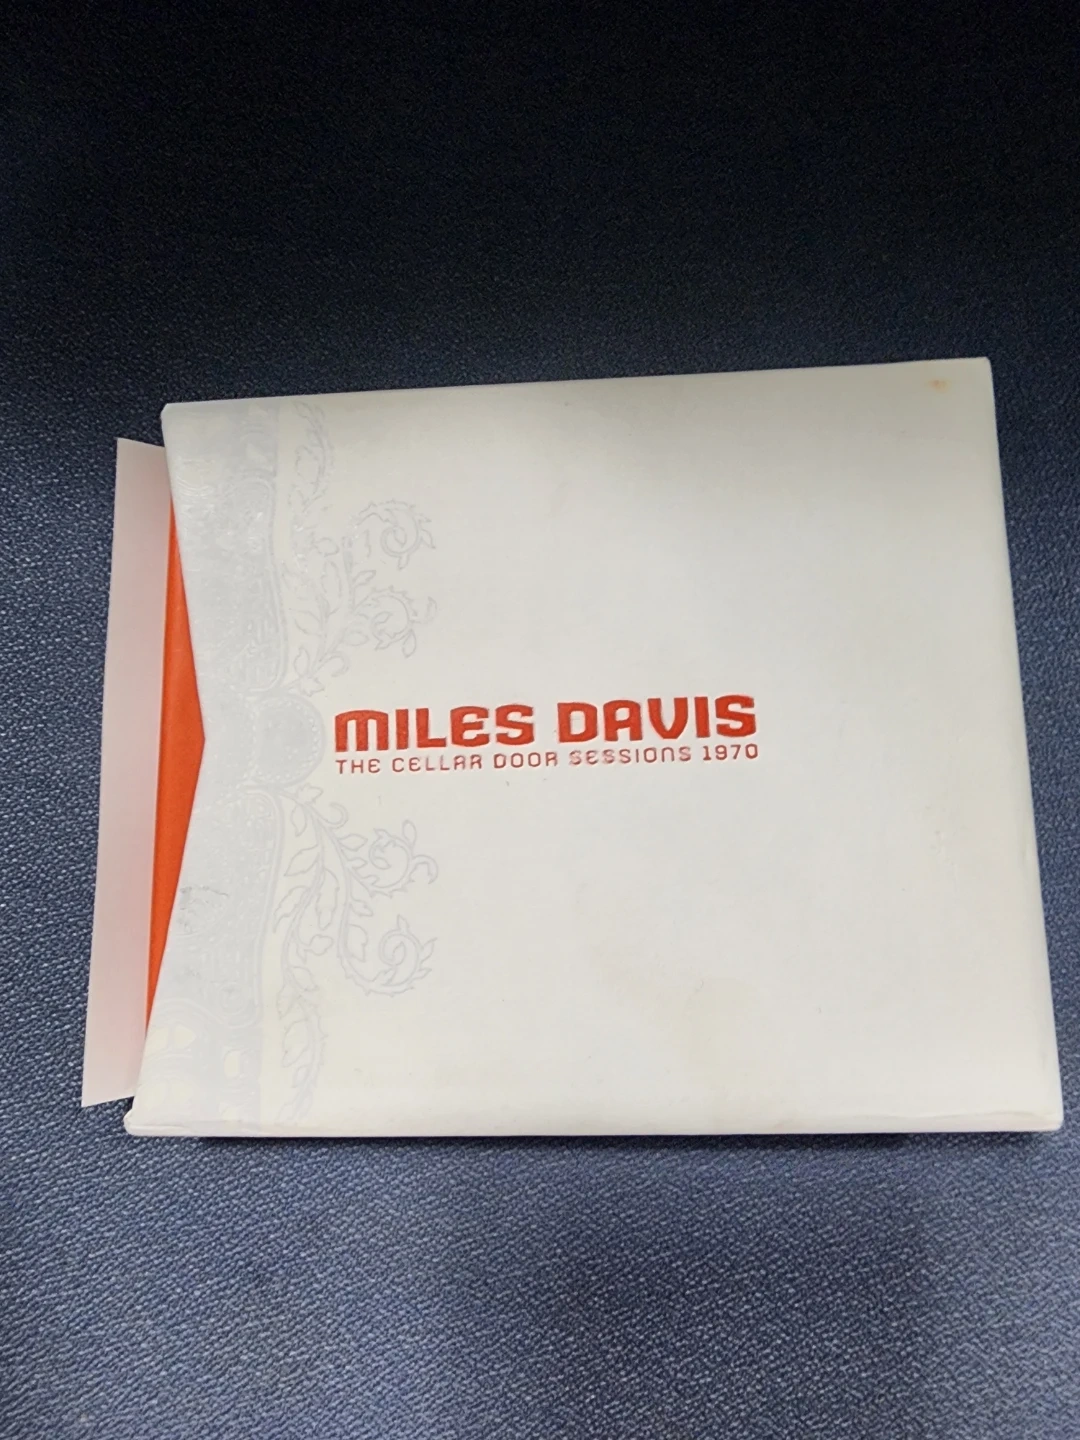 MILES DAVIS
THE CELLAR DOOR SESSIONS 1970